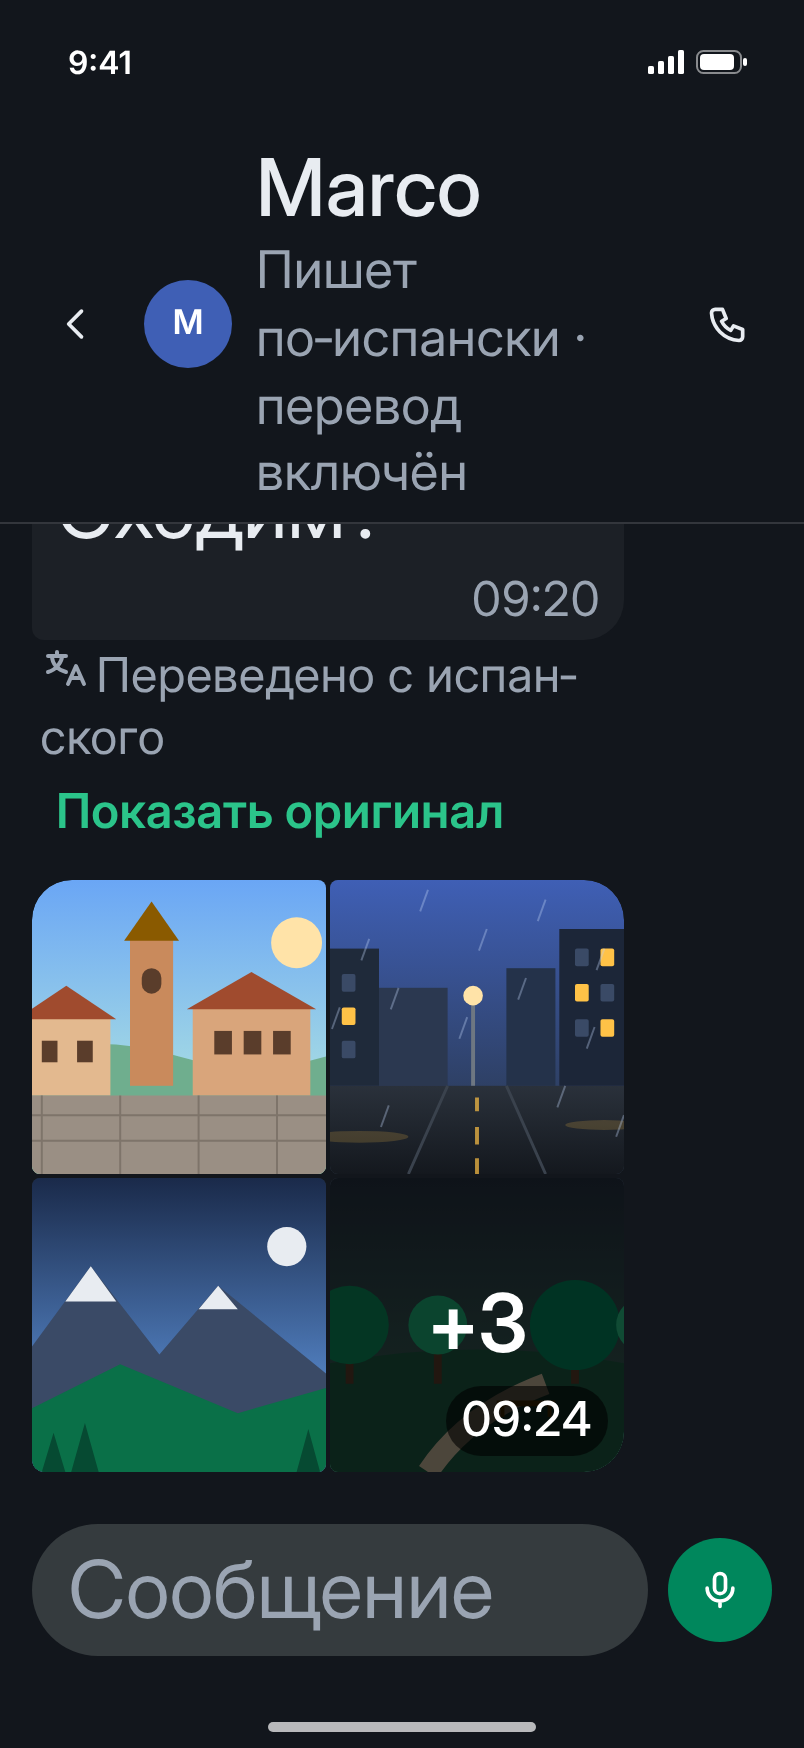 9:41
Marco
Пишет
по-испански ·
перевод
включён
M
сходим?
09:20
Переведено с испан-
ского
Показать оригинал
+3
09:24
Сообщение